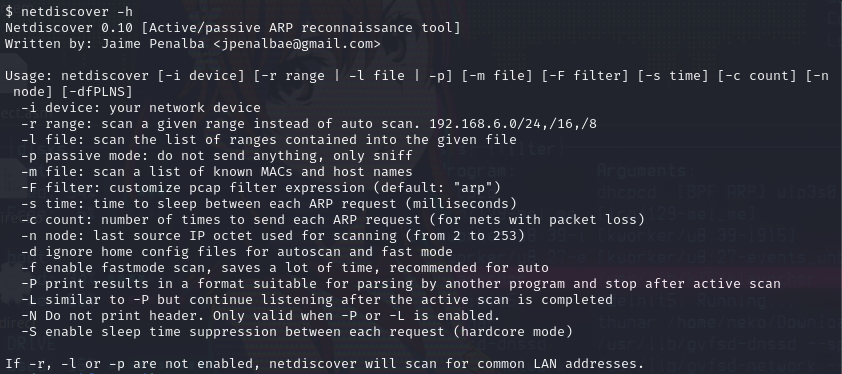 $ netdiscover -h
Netdiscover 0.10 [Active/passive ARP reconnaissance tool]
Written by: Jaime Penalba <jpenalbae@gmail.com>

Usage: netdiscover [-i device] [-r range | -l file | -p] [-m file] [-F filter] [-s time] [-c count] [-n
 node] [-dfPLNS]
  -i device: your network device
  -r range: scan a given range instead of auto scan. 192.168.6.0/24,/16,/8
  -l file: scan the list of ranges contained into the given file
  -p passive mode: do not send anything, only sniff
  -m file: scan a list of known MACs and host names
  -F filter: customize pcap filter expression (default: "arp")
  -s time: time to sleep between each ARP request (milliseconds)
  -c count: number of times to send each ARP request (for nets with packet loss)
  -n node: last source IP octet used for scanning (from 2 to 253)
  -d ignore home config files for autoscan and fast mode
  -f enable fastmode scan, saves a lot of time, recommended for auto
  -P print results in a format suitable for parsing by another program and stop after active scan
  -L similar to -P but continue listening after the active scan is completed
  -N Do not print header. Only valid when -P or -L is enabled.
  -S enable sleep time suppression between each request (hardcore mode)

If -r, -l or -p are not enabled, netdiscover will scan for common LAN addresses.